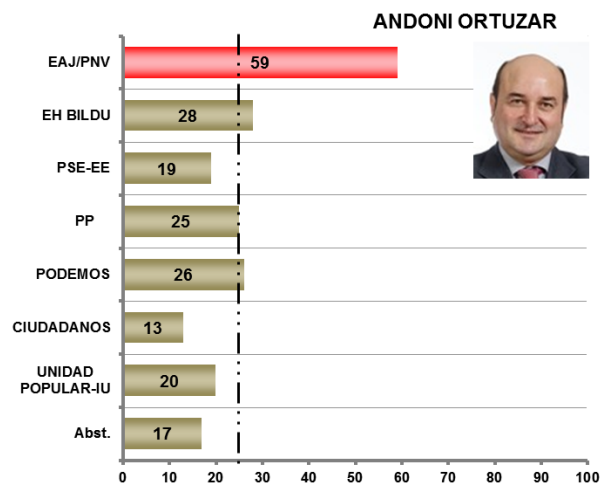 ANDONI ORTUZAR
EAJ/PNV
59
EH BILDU
28
PSE-EE
19
PP
25
PODEMOS
26
CIUDADANOS
13
UNIDAD
POPULAR-IU
20
Abst.
17
0 10 20 30 40 50 60 70 80 90 100